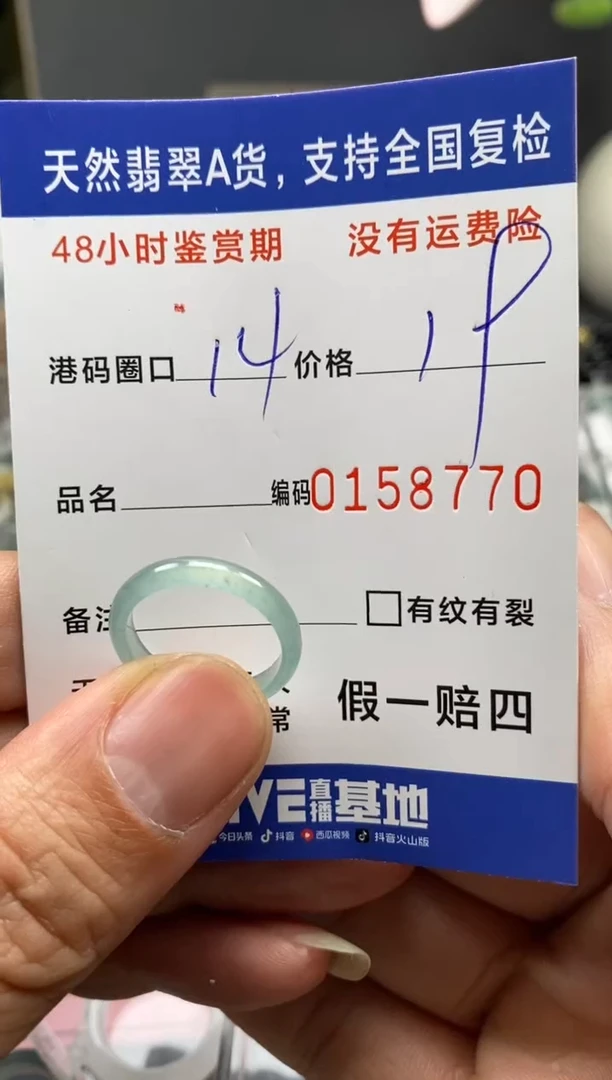 天然翡翠A货，支持全国复检
48小时鉴赏期 没有运费险
港码圈口 14 价格 19
品名 编码 0158770
备注 □有纹有裂
常 假一赔四
直播基地
今日头条 抖音 西瓜视频 抖音火山版